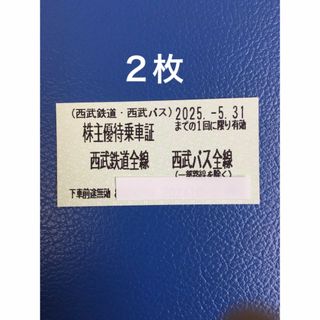 2枚
(西武鉄道・西武バス) 2025.-5.31
株主優待乗車証 までの1回に限り有効
西武鉄道全線 西武バス全線
(一部路線を除く)
下車前途無効